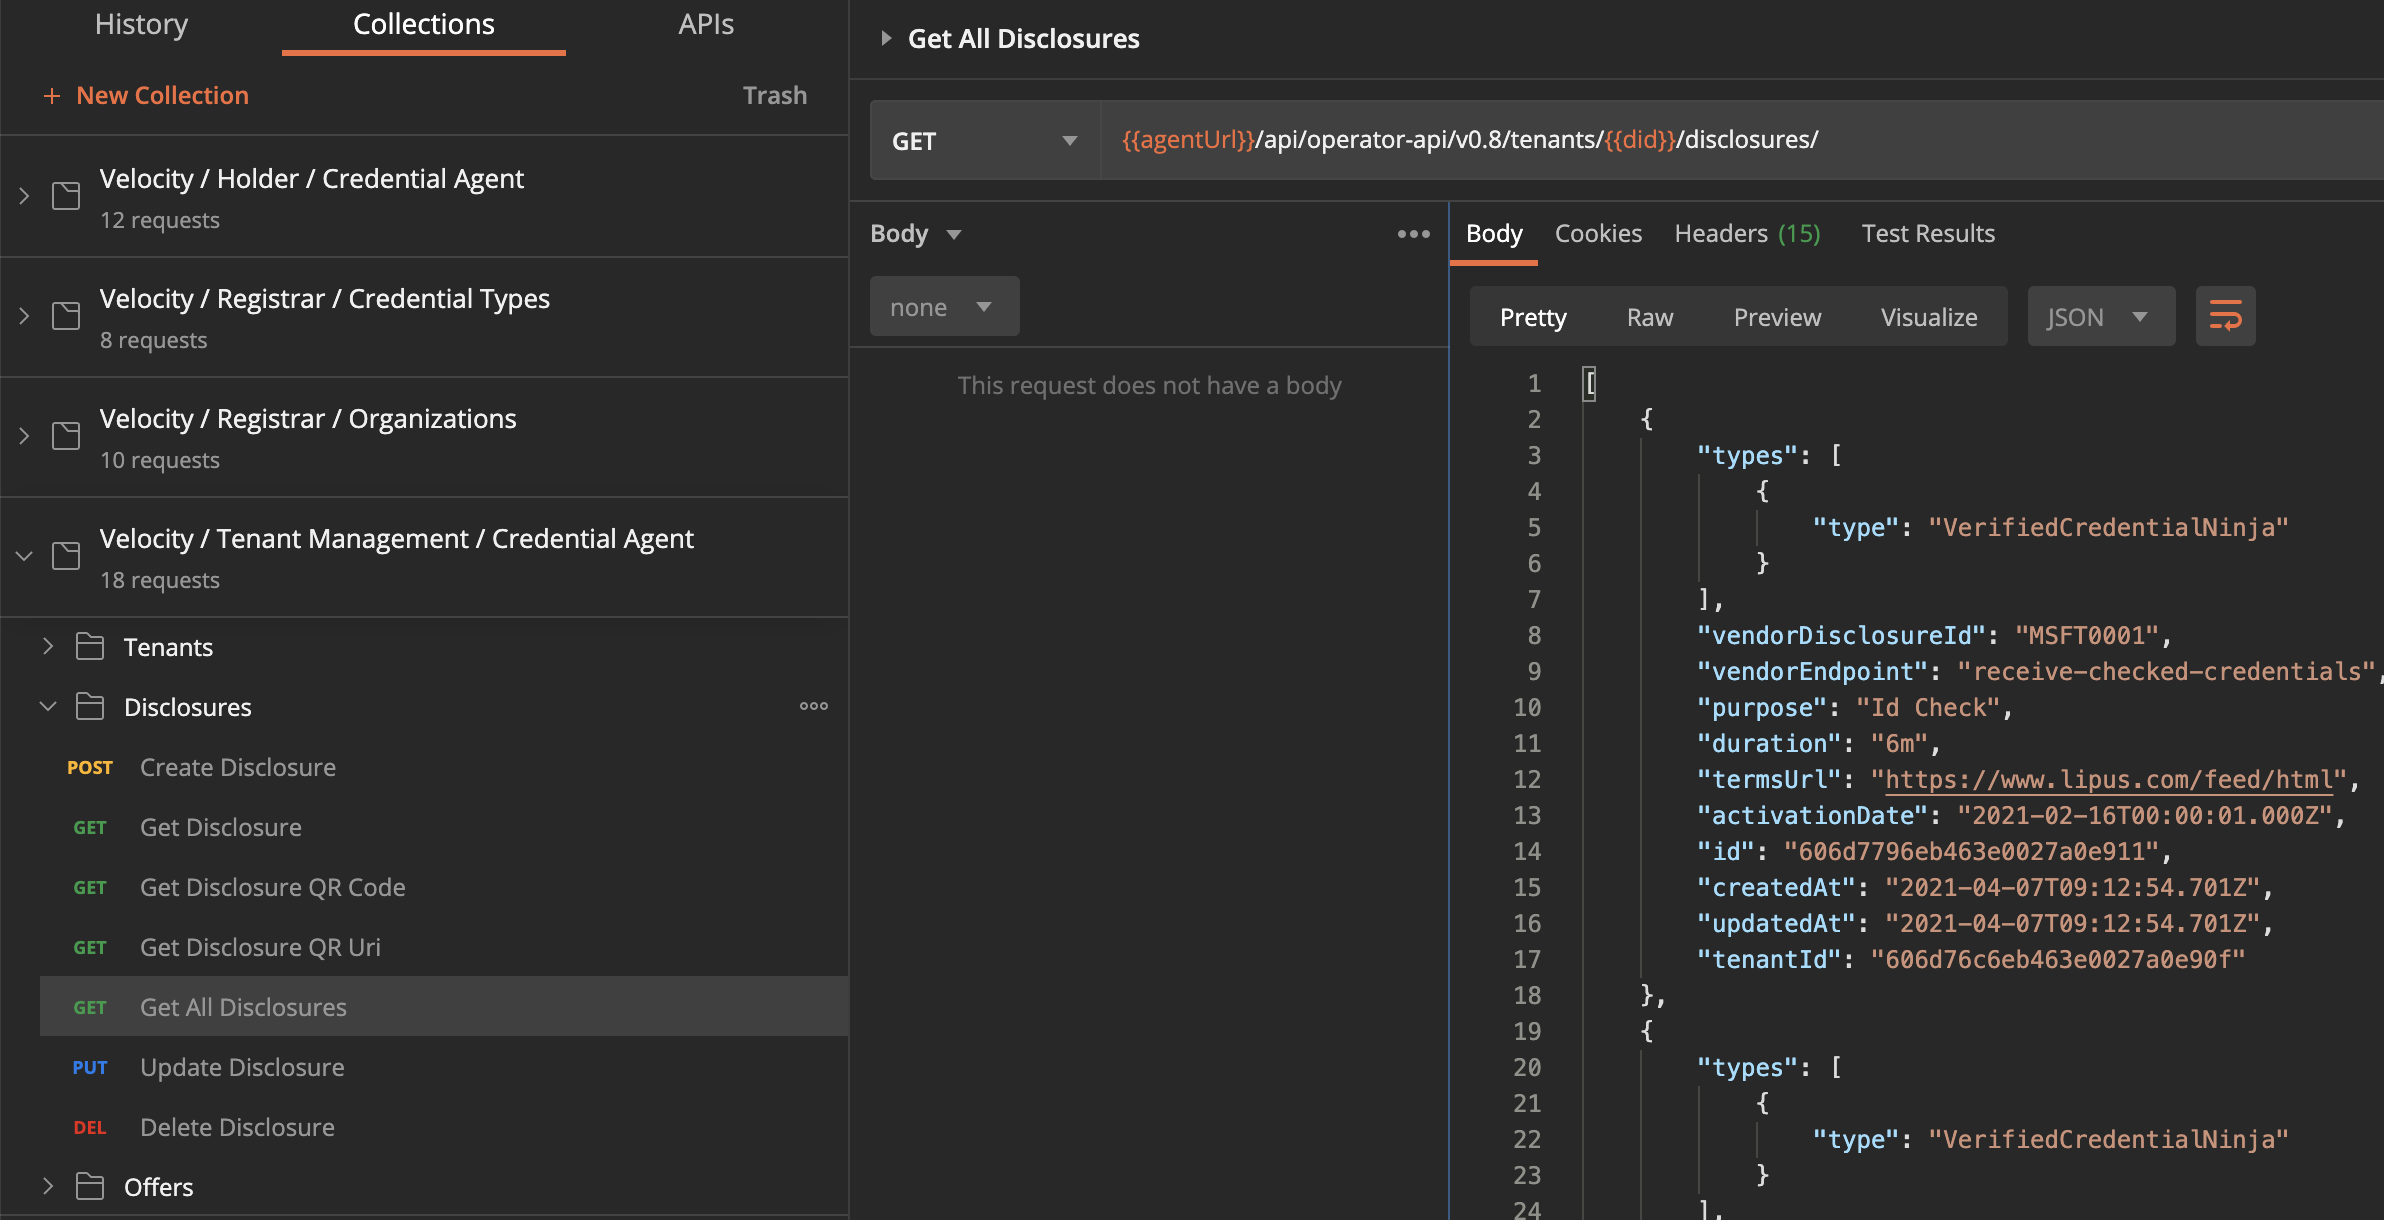 History
Collections
APIs
+ New Collection
Trash
Velocity / Holder / Credential Agent
12 requests
Velocity / Registrar / Credential Types
8 requests
Velocity / Registrar / Organizations
10 requests
Velocity / Tenant Management / Credential Agent
18 requests
Tenants
Disclosures
POST Create Disclosure
GET Get Disclosure
GET Get Disclosure QR Code
GET Get Disclosure QR Uri
GET Get All Disclosures
PUT Update Disclosure
DEL Delete Disclosure
Offers
Get All Disclosures
GET
{{agentUrl}}/api/operator-api/v0.8/tenants/{{did}}/disclosures/
Body
none
This request does not have a body
Body
Cookies
Headers (15)
Test Results
Pretty
Raw
Preview
Visualize
JSON
1 [
2 {
3 "types": [
4 {
5 "type": "VerifiedCredentialNinja"
6 }
7 ],
8 "vendorDisclosureId": "MSFT0001",
9 "vendorEndpoint": "receive-checked-credentials",
10 "purpose": "Id Check",
11 "duration": "6m",
12 "termsUrl": "https://www.lipus.com/feed/html",
13 "activationDate": "2021-02-16T00:00:01.000Z",
14 "id": "606d7796eb463e0027a0e911",
15 "createdAt": "2021-04-07T09:12:54.701Z",
16 "updatedAt": "2021-04-07T09:12:54.701Z",
17 "tenantId": "606d76c6eb463e0027a0e90f"
18 },
19 {
20 "types": [
21 {
22 "type": "VerifiedCredentialNinja"
23 }
24 ],